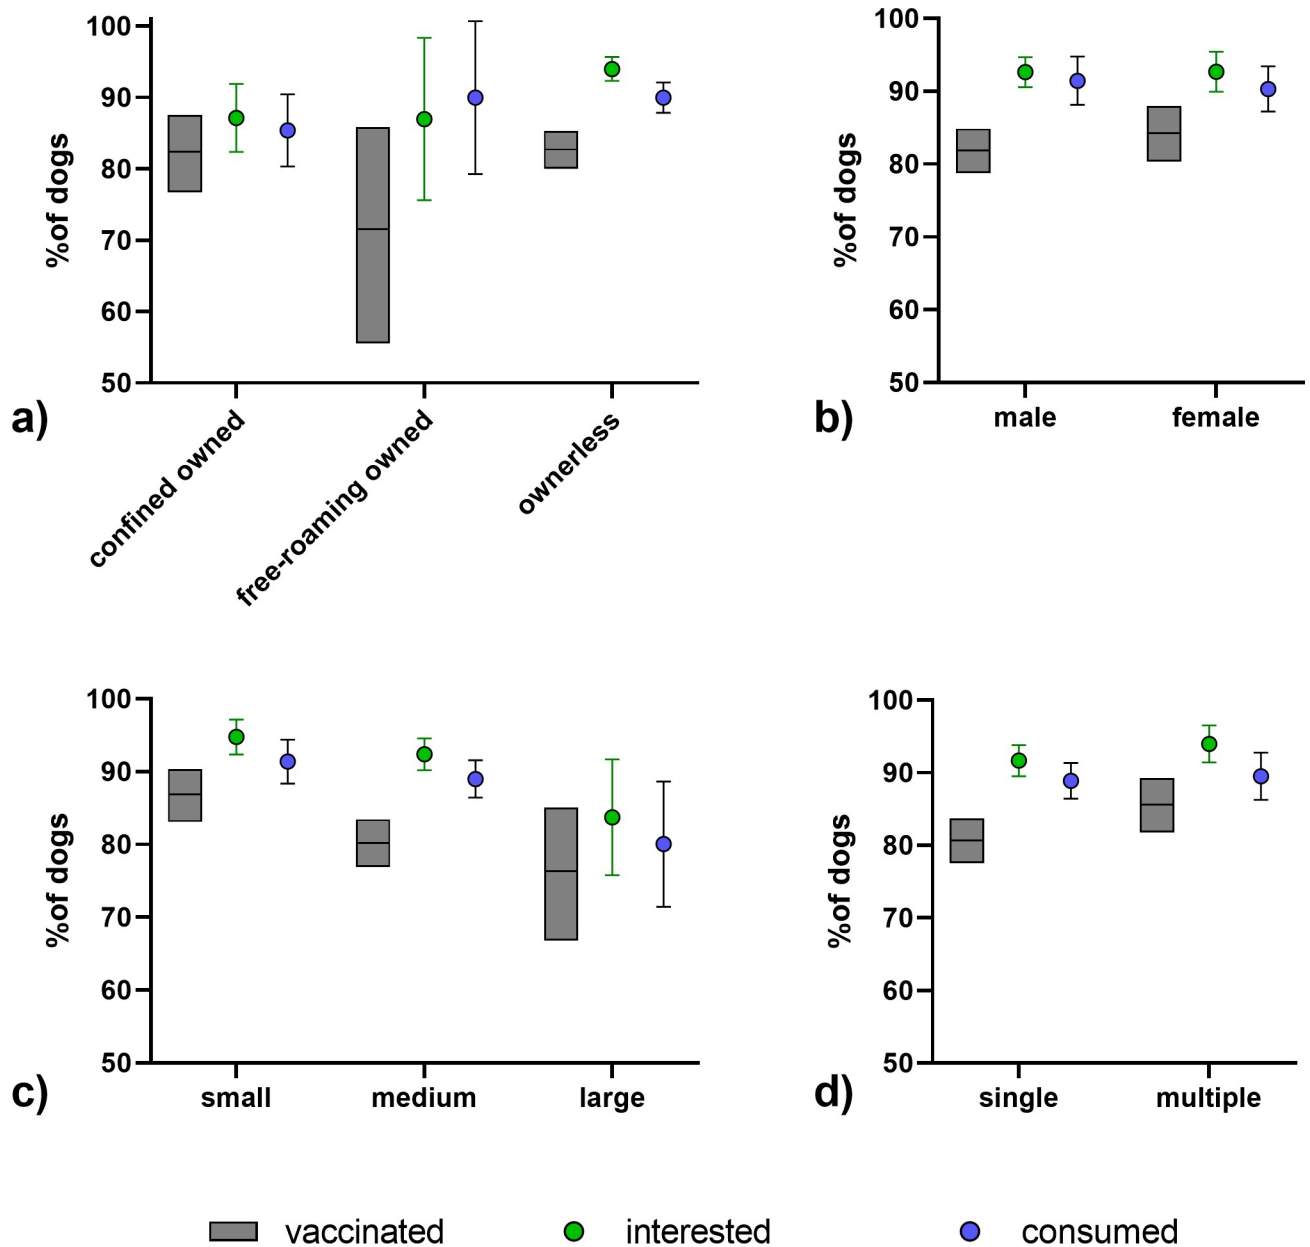 100
90
80
70
60
50
%of dogs
confined owned
free-roaming owned
ownerless
a)
100
90
80
70
60
50
%of dogs
male
female
b)
100
90
80
70
60
50
%of dogs
small
medium
large
c)
100
90
80
70
60
50
%of dogs
single
multiple
d)
vaccinated
interested
consumed